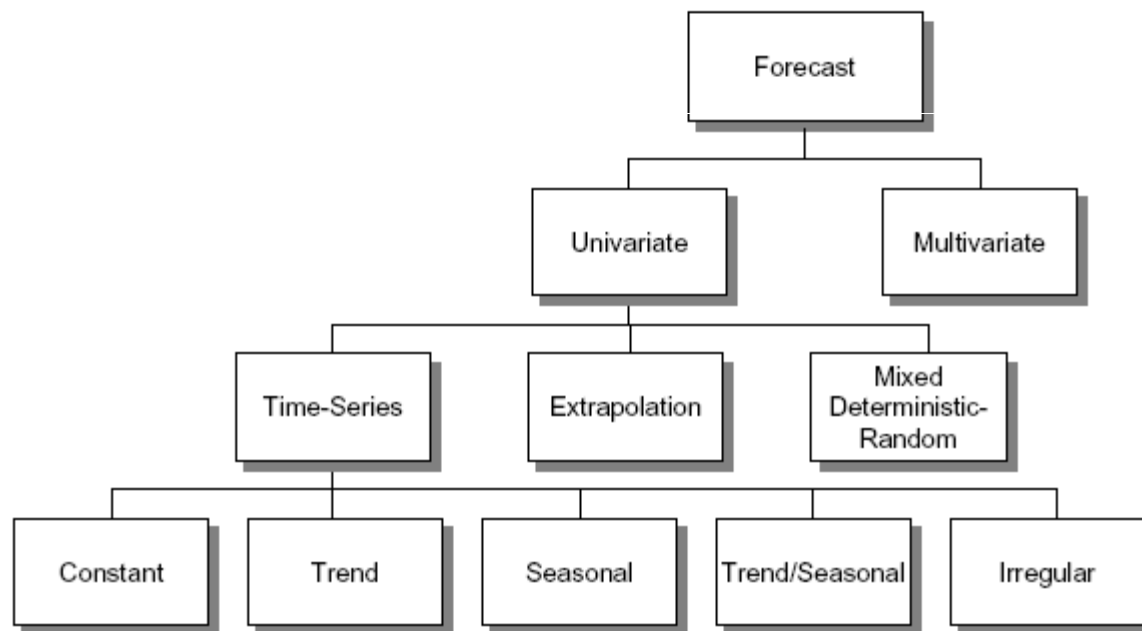 Forecast
Univariate
Multivariate
Time-Series
Extrapolation
Mixed
Deterministic-
Random
Constant
Trend
Seasonal
Trend/Seasonal
Irregular